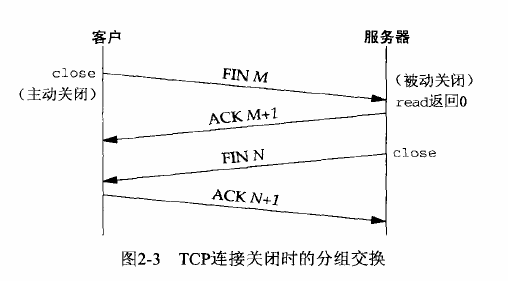 客户 服务器
close
(主动关闭)
FIN M
(被动关闭)
read返回0
ACK M+1
FIN N
close
ACK N+1
图2-3 TCP连接关闭时的分组交换